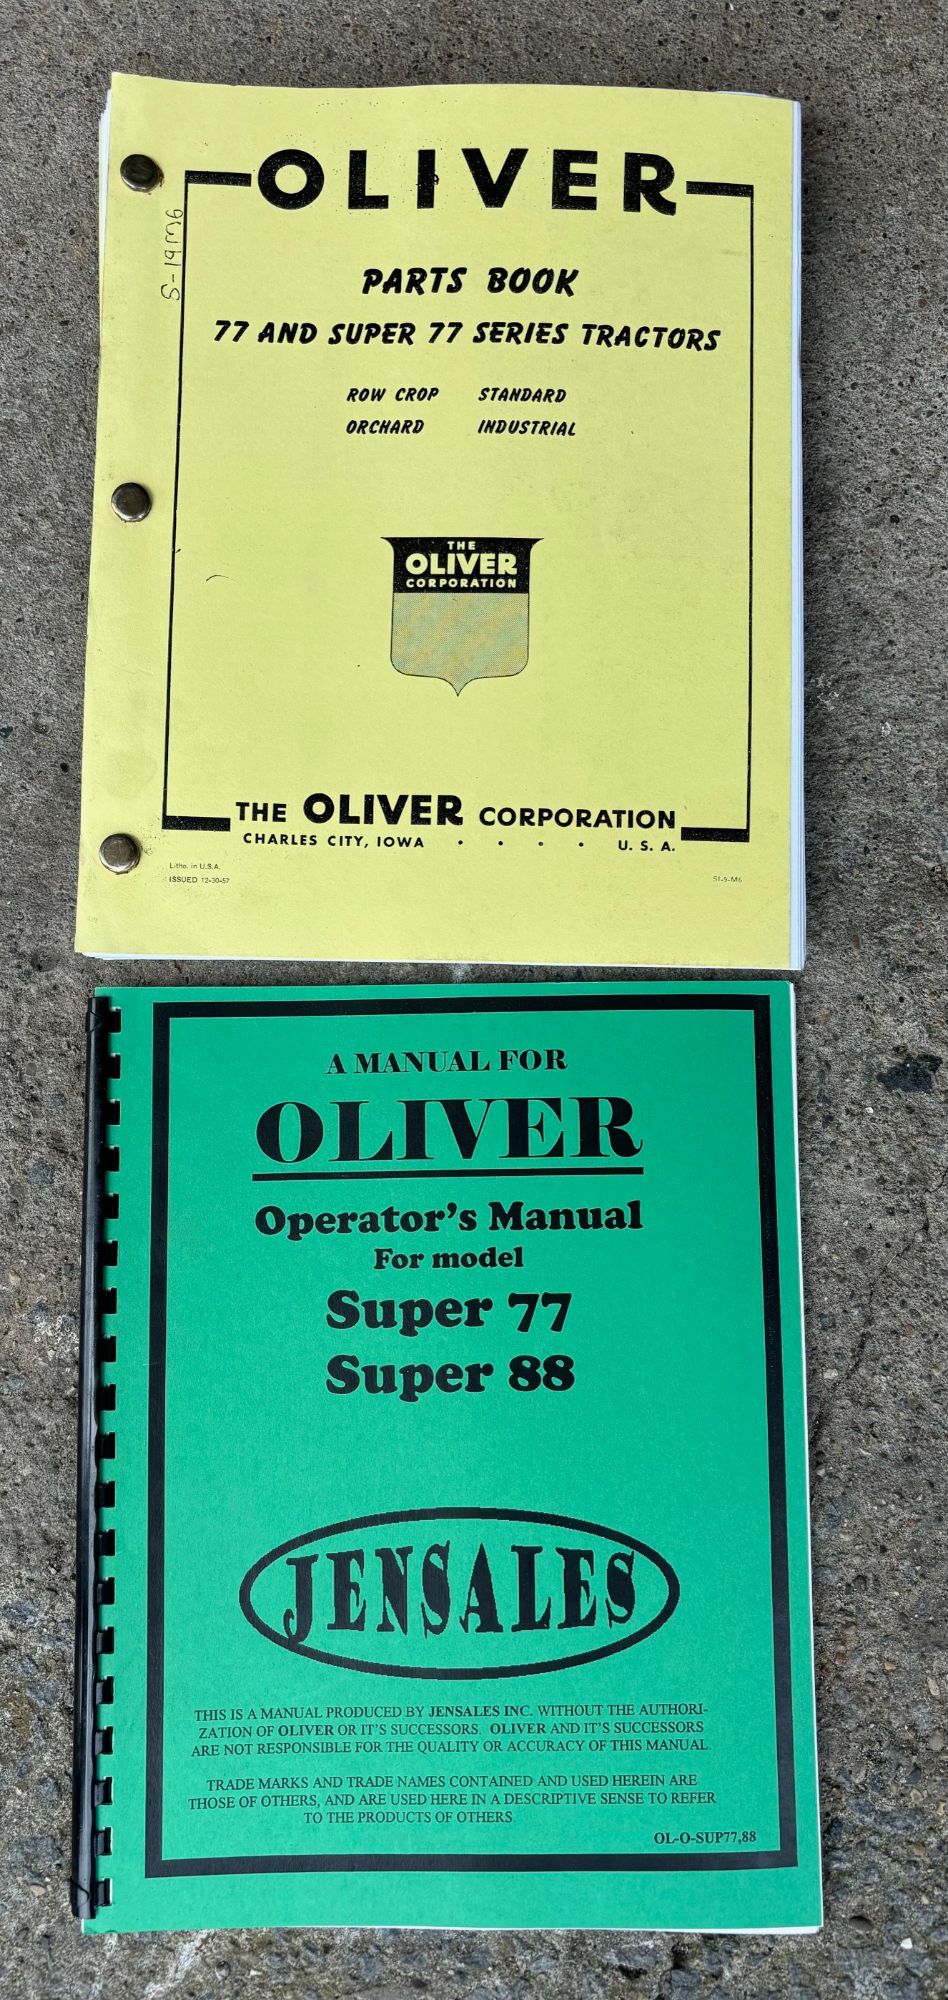 OLIVER
S-19M6
PARTS BOOK
77 AND SUPER 77 SERIES TRACTORS
ROW CROP STANDARD
ORCHARD INDUSTRIAL
THE
OLIVER
CORPORATION
THE OLIVER CORPORATION
CHARLES CITY, IOWA • • • • U. S. A.
Litho. in U.S.A.
ISSUED 12-30-57 SI-9-M6
A MANUAL FOR
OLIVER
Operator's Manual
For model
Super 77
Super 88
JENSALES
THIS IS A MANUAL PRODUCED BY JENSALES INC. WITHOUT THE AUTHORI-
ZATION OF OLIVER OR IT'S SUCCESSORS. OLIVER AND IT'S SUCCESSORS
ARE NOT RESPONSIBLE FOR THE QUALITY OR ACCURACY OF THIS MANUAL.
TRADE MARKS AND TRADE NAMES CONTAINED AND USED HEREIN ARE
THOSE OF OTHERS, AND ARE USED HERE IN A DESCRIPTIVE SENSE TO REFER
TO THE PRODUCTS OF OTHERS.
OL-O-SUP77,88